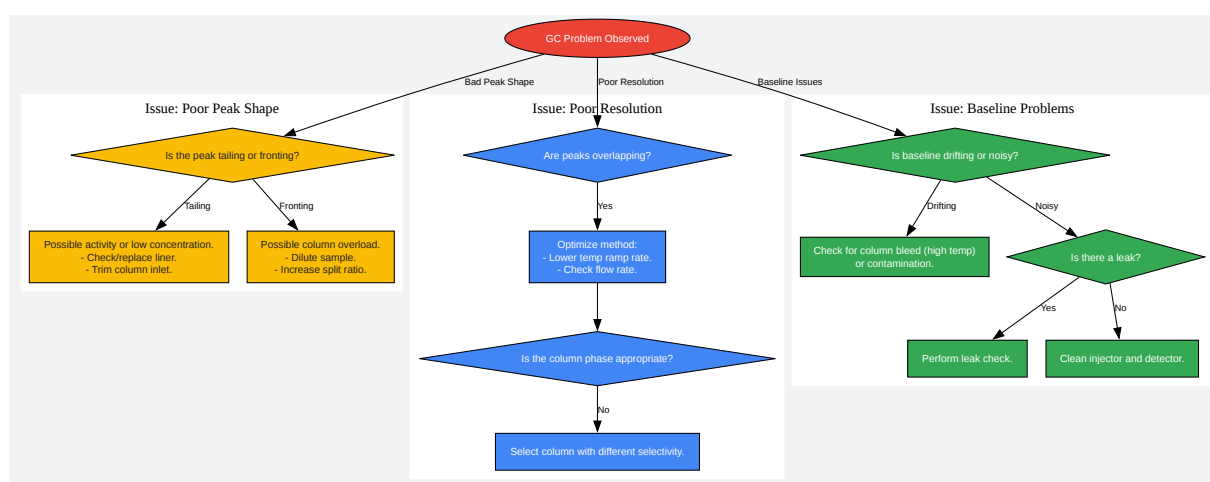 GC Problem Observed
Bad Peak Shape
Poor Resolution
Baseline Issues
Issue: Poor Peak Shape
Is the peak tailing or fronting?
Tailing
Fronting
Possible activity or low concentration.
- Check/replace liner.
- Trim column inlet.
Possible column overload.
- Dilute sample.
- Increase split ratio.
Issue: Poor Resolution
Are peaks overlapping?
Yes
Optimize method:
- Lower temp ramp rate.
- Check flow rate.
Is the column phase appropriate?
No
Select column with different selectivity.
Issue: Baseline Problems
Is baseline drifting or noisy?
Drifting
Noisy
Check for column bleed (high temp)
or contamination.
Is there a leak?
Yes
No
Perform leak check.
Clean injector and detector.